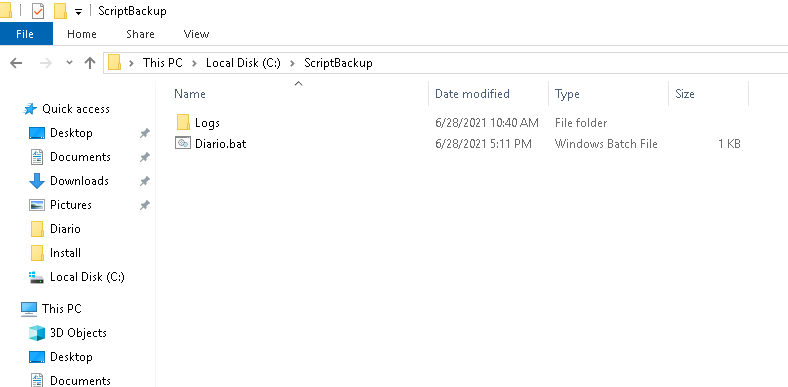 ScriptBackup
File Home Share View
This PC Local Disk (C:) ScriptBackup
Name Date modified Type Size
Quick access
Desktop
Documents
Downloads
Pictures
Diario
Install
Local Disk (C:)
This PC
3D Objects
Desktop
Documents
Logs 6/28/2021 10:40 AM File folder
Diario.bat 6/28/2021 5:11 PM Windows Batch File 1 KB